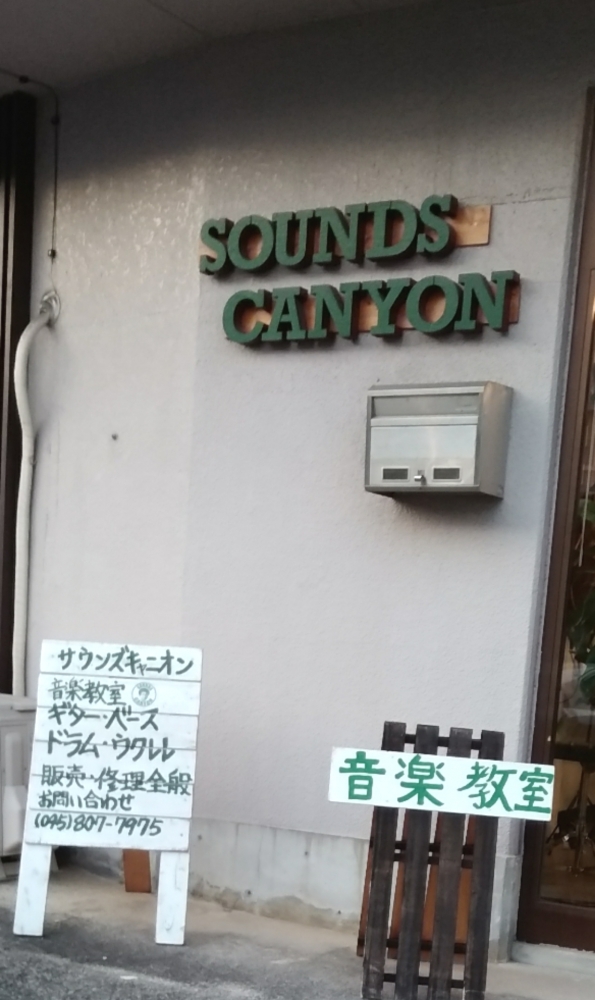 SOUNDS
CANYON
サウンズキャニオン
音楽教室
ギター・ベース
ドラム・ウクレレ
販売・修理全般
お問い合わせ
(095)807-7975
音楽教室